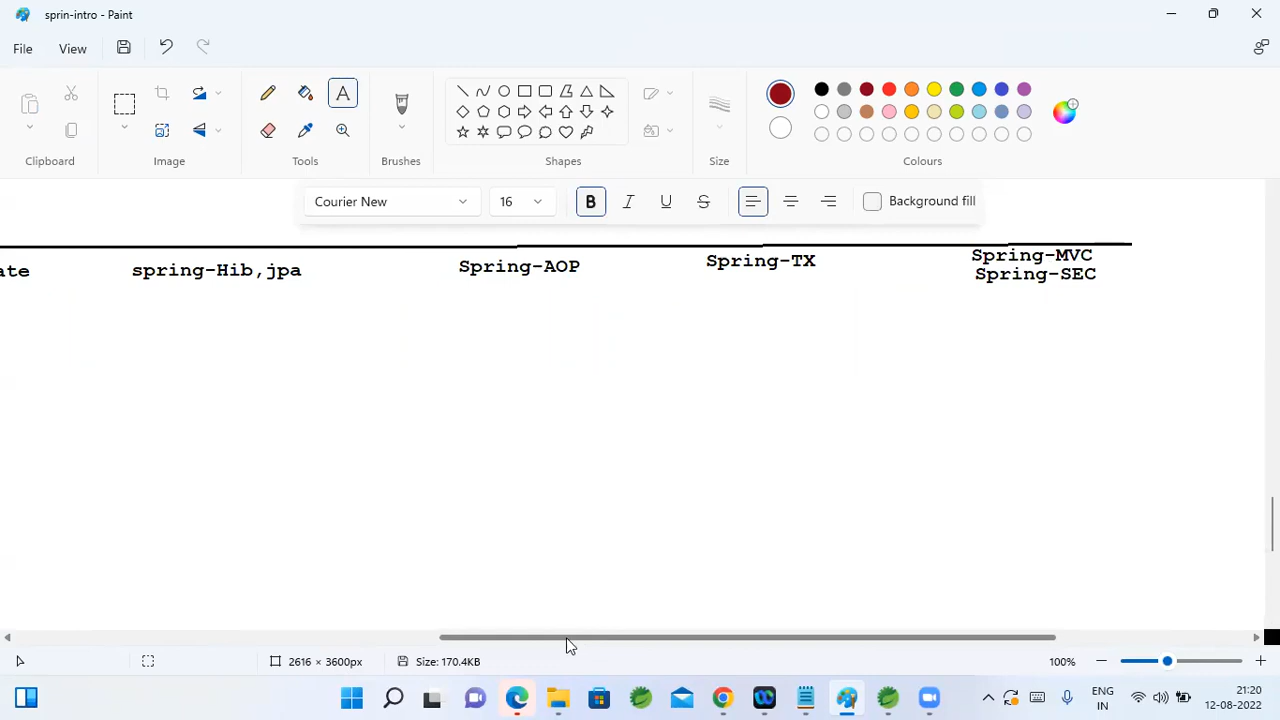 sprin-intro - Paint
File
View
Clipboard
Image
Tools
Brushes
Shapes
Size
Colours
Courier New
16
B
I
U
S
Background fill
ate
spring-Hib,jpa
Spring-AOP
Spring-TX
Spring-MVC
Spring-SEC
2616 × 3600px
Size: 170.4KB
100%
ENG
IN
21:20
12-08-2022